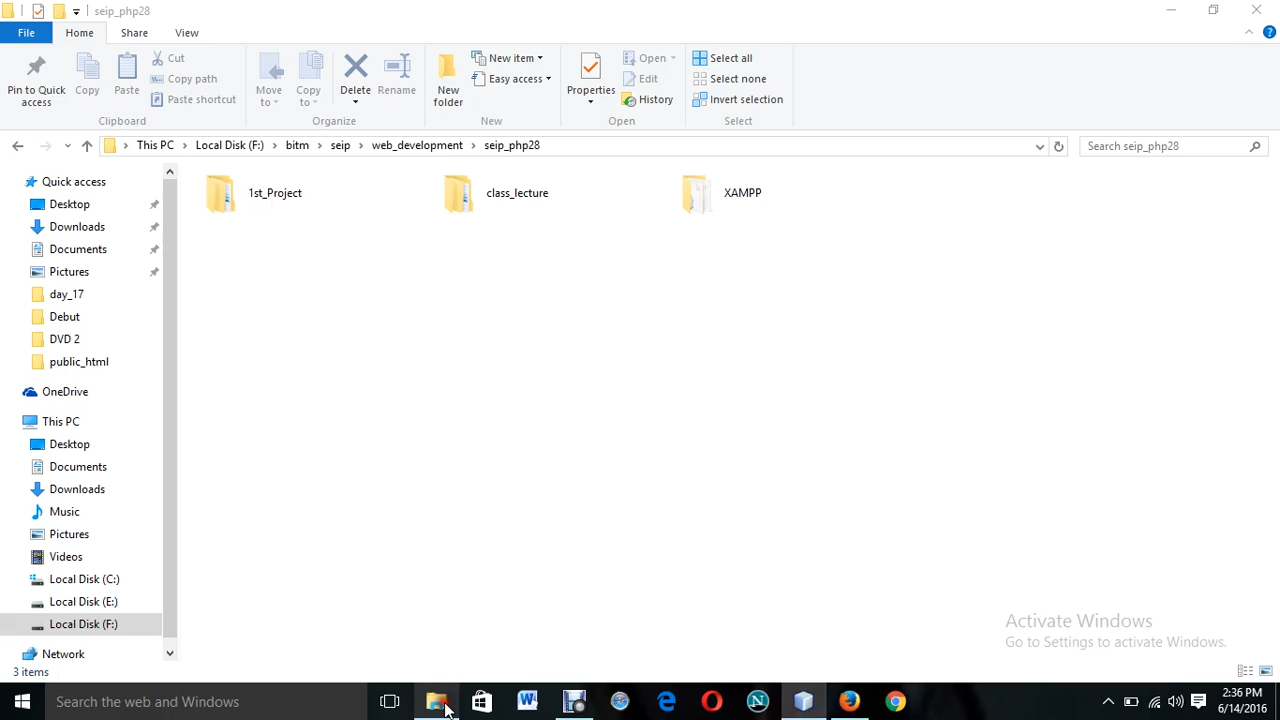 seip_php28
File Home Share View
Pin to Quick access
Copy
Paste
Cut
Copy path
Paste shortcut
Clipboard
Move to
Copy to
Delete
Rename
Organize
New folder
New item
Easy access
New
Properties
Open
Edit
History
Open
Select all
Select none
Invert selection
Select
This PC Local Disk (F:) bitm seip web_development seip_php28
Search seip_php28
Quick access
Desktop
Downloads
Documents
Pictures
day_17
Debut
DVD 2
public_html
OneDrive
This PC
Desktop
Documents
Downloads
Music
Pictures
Videos
Local Disk (C:)
Local Disk (E:)
Local Disk (F:)
Network
1st_Project
class_lecture
XAMPP
Activate Windows
Go to Settings to activate Windows.
3 items
Search the web and Windows
2:36 PM
6/14/2016